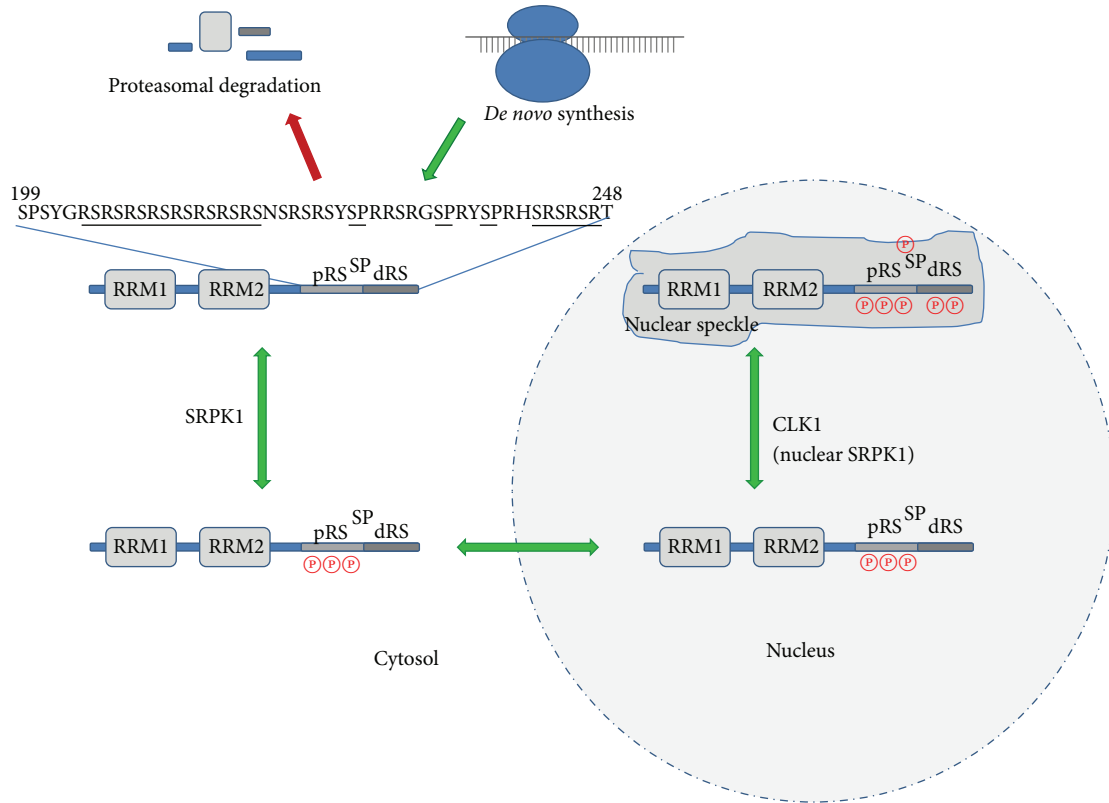 Proteasomal degradation
De novo synthesis
199
248
SPSYGRSRSRSRSRSRSRSRSNSRSRSYSPRRSRGSPRYSPRHSRSRSRT
pRS SP dRS
RRM1
RRM2
P
pRS SP dRS
RRM1
RRM2
P P P P P
Nuclear speckle
SRPK1
CLK1
(nuclear SRPK1)
pRS SP dRS
RRM1
RRM2
P P P
pRS SP dRS
RRM1
RRM2
P P P
Cytosol
Nucleus